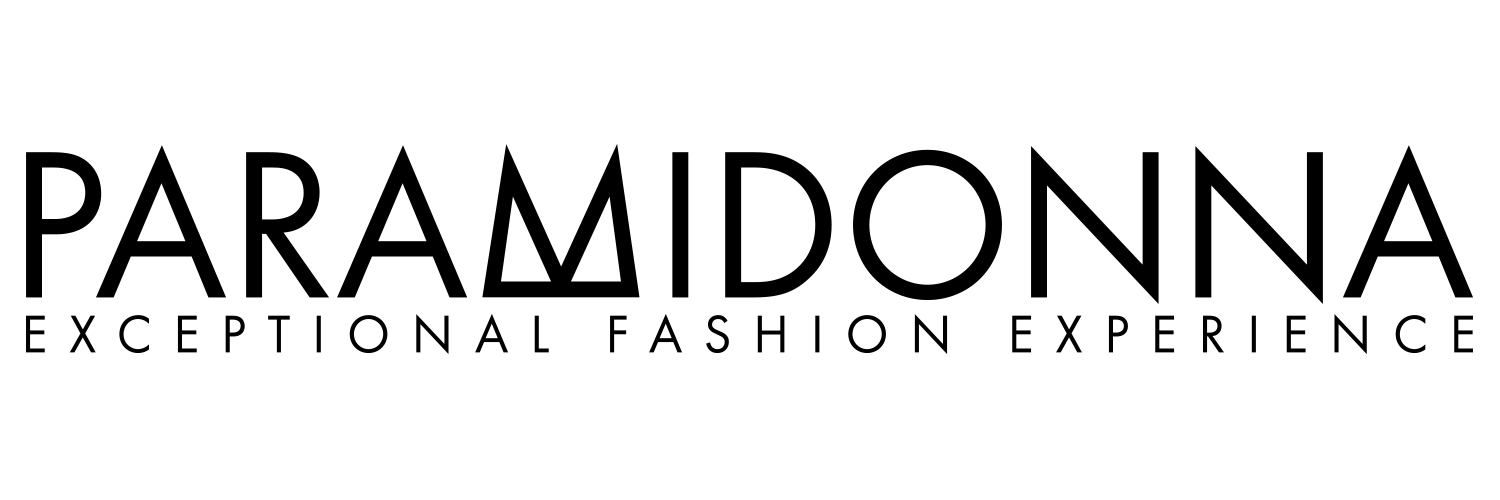 PARAMIDONNA
EXCEPTIONAL FASHION EXPERIENCE